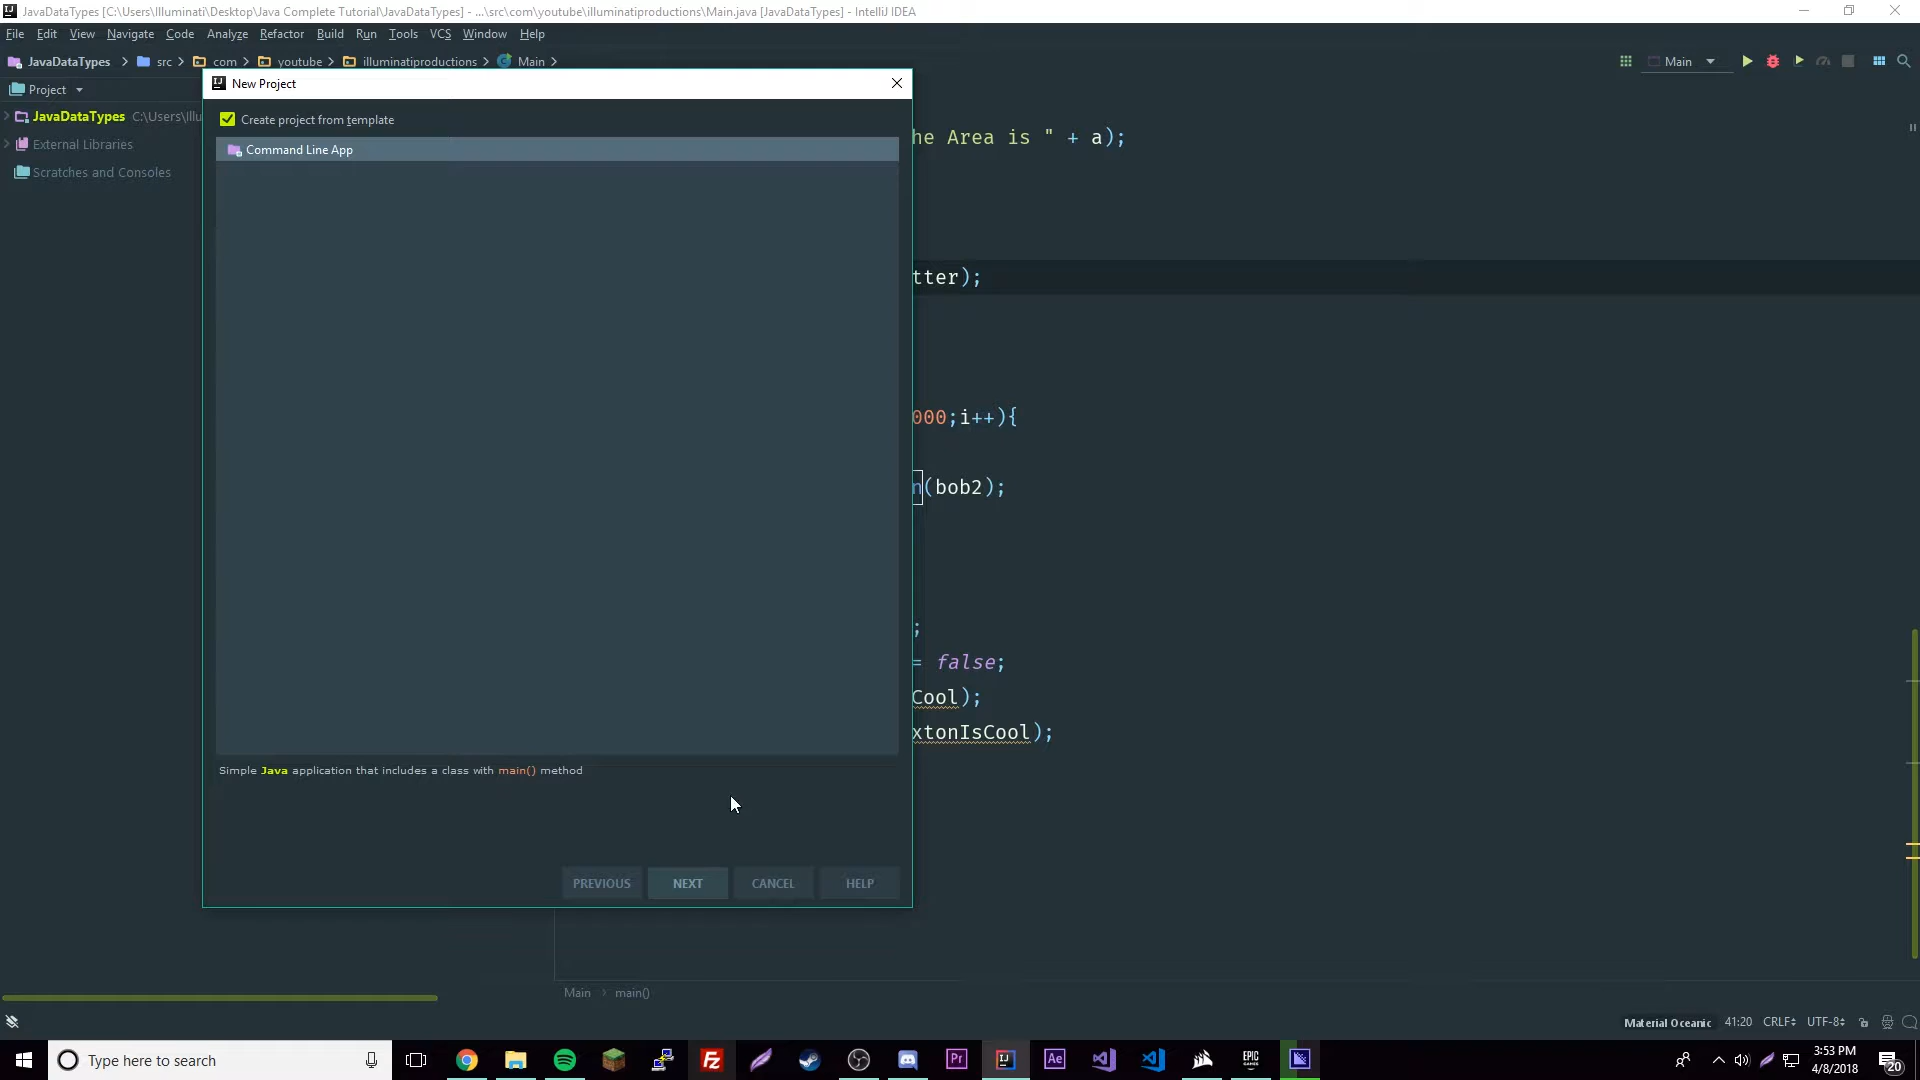 JavaDataTypes [C:\Users\Illuminati\Desktop\Java Complete Tutorial\JavaDataTypes] - ...\src\com\youtube\illuminatiproductions\Main.java [JavaDataTypes] - IntelliJ IDEA
File Edit View Navigate Code Analyze Refactor Build Run Tools VCS Window Help
JavaDataTypes src com youtube illuminatiproductions Main
Main
Project
New Project
JavaDataTypes C:\Users\Illu
External Libraries
Scratches and Consoles
Create project from template
Command Line App
he Area is " + a);
tter);
000;i++){
n(bob2);
;
= false;
Cool);
xtonIsCool);
Simple Java application that includes a class with main() method
PREVIOUS NEXT CANCEL HELP
Main main()
Material Oceanic 41:20 CRLF UTF-8
Type here to search
Pr
IJ
Ae
EPIC GAMES
3:53 PM
4/8/2018
20